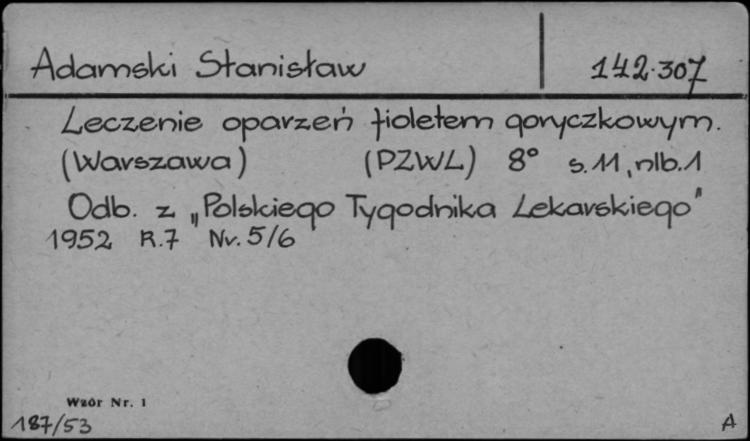 Adamski Stanisław
142.307
Leczenie oparzeń fioletem goryczkowym.
(Warszawa) (PZWL) 8° s.11, nlb.1
Odb. z „Polskiego Tygodnika Lekarskiego"
1952 R.7 Nr. 5/6
Wzór Nr. 1
187/53
A